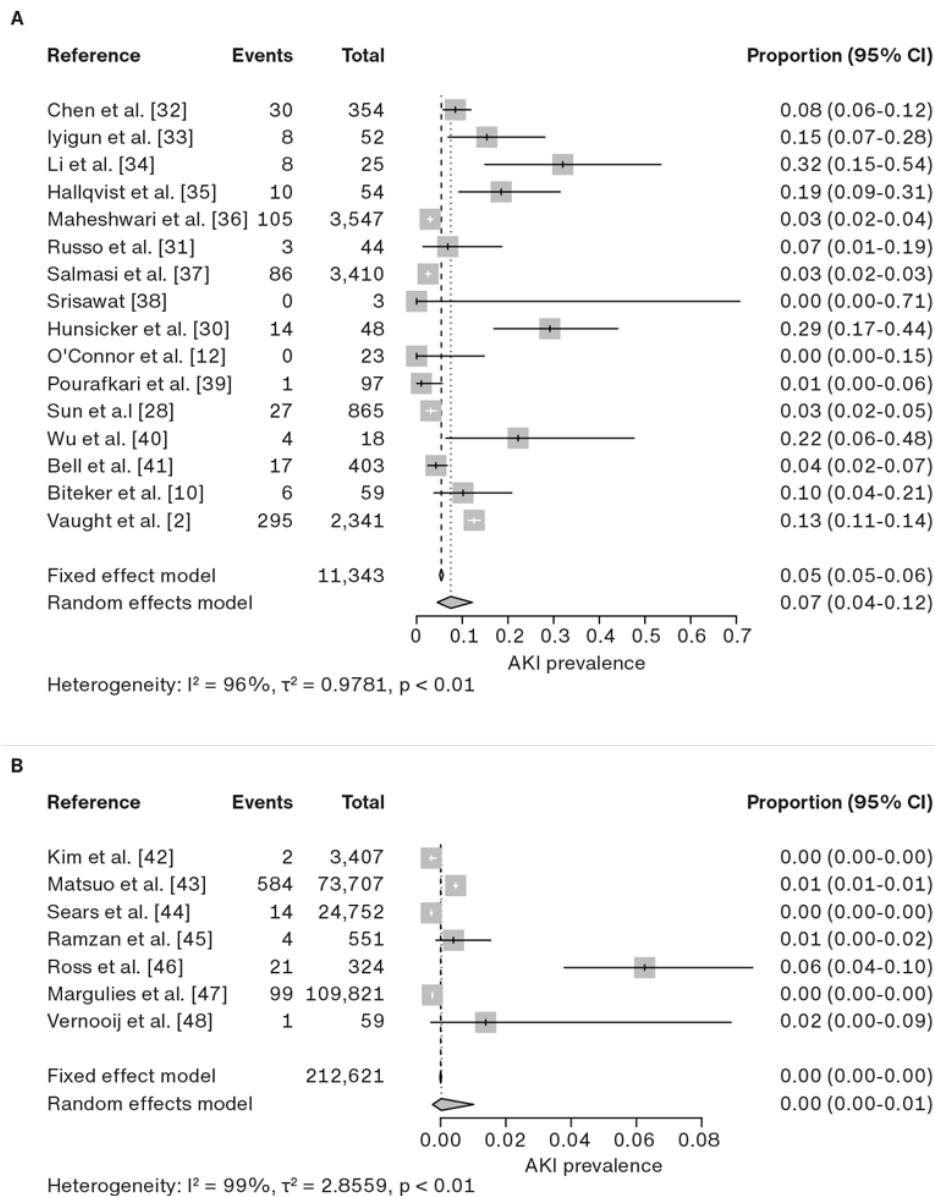 A
Reference Events Total Proportion (95% CI)
Chen et al. [32] 30 354 0.08 (0.06-0.12)
Iyigun et al. [33] 8 52 0.15 (0.07-0.28)
Li et al. [34] 8 25 0.32 (0.15-0.54)
Hallqvist et al. [35] 10 54 0.19 (0.09-0.31)
Maheshwari et al. [36] 105 3,547 0.03 (0.02-0.04)
Russo et al. [31] 3 44 0.07 (0.01-0.19)
Salmasi et al. [37] 86 3,410 0.03 (0.02-0.03)
Srisawat [38] 0 3 0.00 (0.00-0.71)
Hunsicker et al. [30] 14 48 0.29 (0.17-0.44)
O'Connor et al. [12] 0 23 0.00 (0.00-0.15)
Pourafkari et al. [39] 1 97 0.01 (0.00-0.06)
Sun et a.l [28] 27 865 0.03 (0.02-0.05)
Wu et al. [40] 4 18 0.22 (0.06-0.48)
Bell et al. [41] 17 403 0.04 (0.02-0.07)
Biteker et al. [10] 6 59 0.10 (0.04-0.21)
Vaught et al. [2] 295 2,341 0.13 (0.11-0.14)
Fixed effect model 11,343 0.05 (0.05-0.06)
Random effects model 0.07 (0.04-0.12)
0 0.1 0.2 0.3 0.4 0.5 0.6 0.7
AKI prevalence
Heterogeneity: I² = 96%, τ² = 0.9781, p < 0.01
B
Reference Events Total Proportion (95% CI)
Kim et al. [42] 2 3,407 0.00 (0.00-0.00)
Matsuo et al. [43] 584 73,707 0.01 (0.01-0.01)
Sears et al. [44] 14 24,752 0.00 (0.00-0.00)
Ramzan et al. [45] 4 551 0.01 (0.00-0.02)
Ross et al. [46] 21 324 0.06 (0.04-0.10)
Margulies et al. [47] 99 109,821 0.00 (0.00-0.00)
Vernooij et al. [48] 1 59 0.02 (0.00-0.09)
Fixed effect model 212,621 0.00 (0.00-0.00)
Random effects model 0.00 (0.00-0.01)
0.00 0.02 0.04 0.06 0.08
AKI prevalence
Heterogeneity: I² = 99%, τ² = 2.8559, p < 0.01